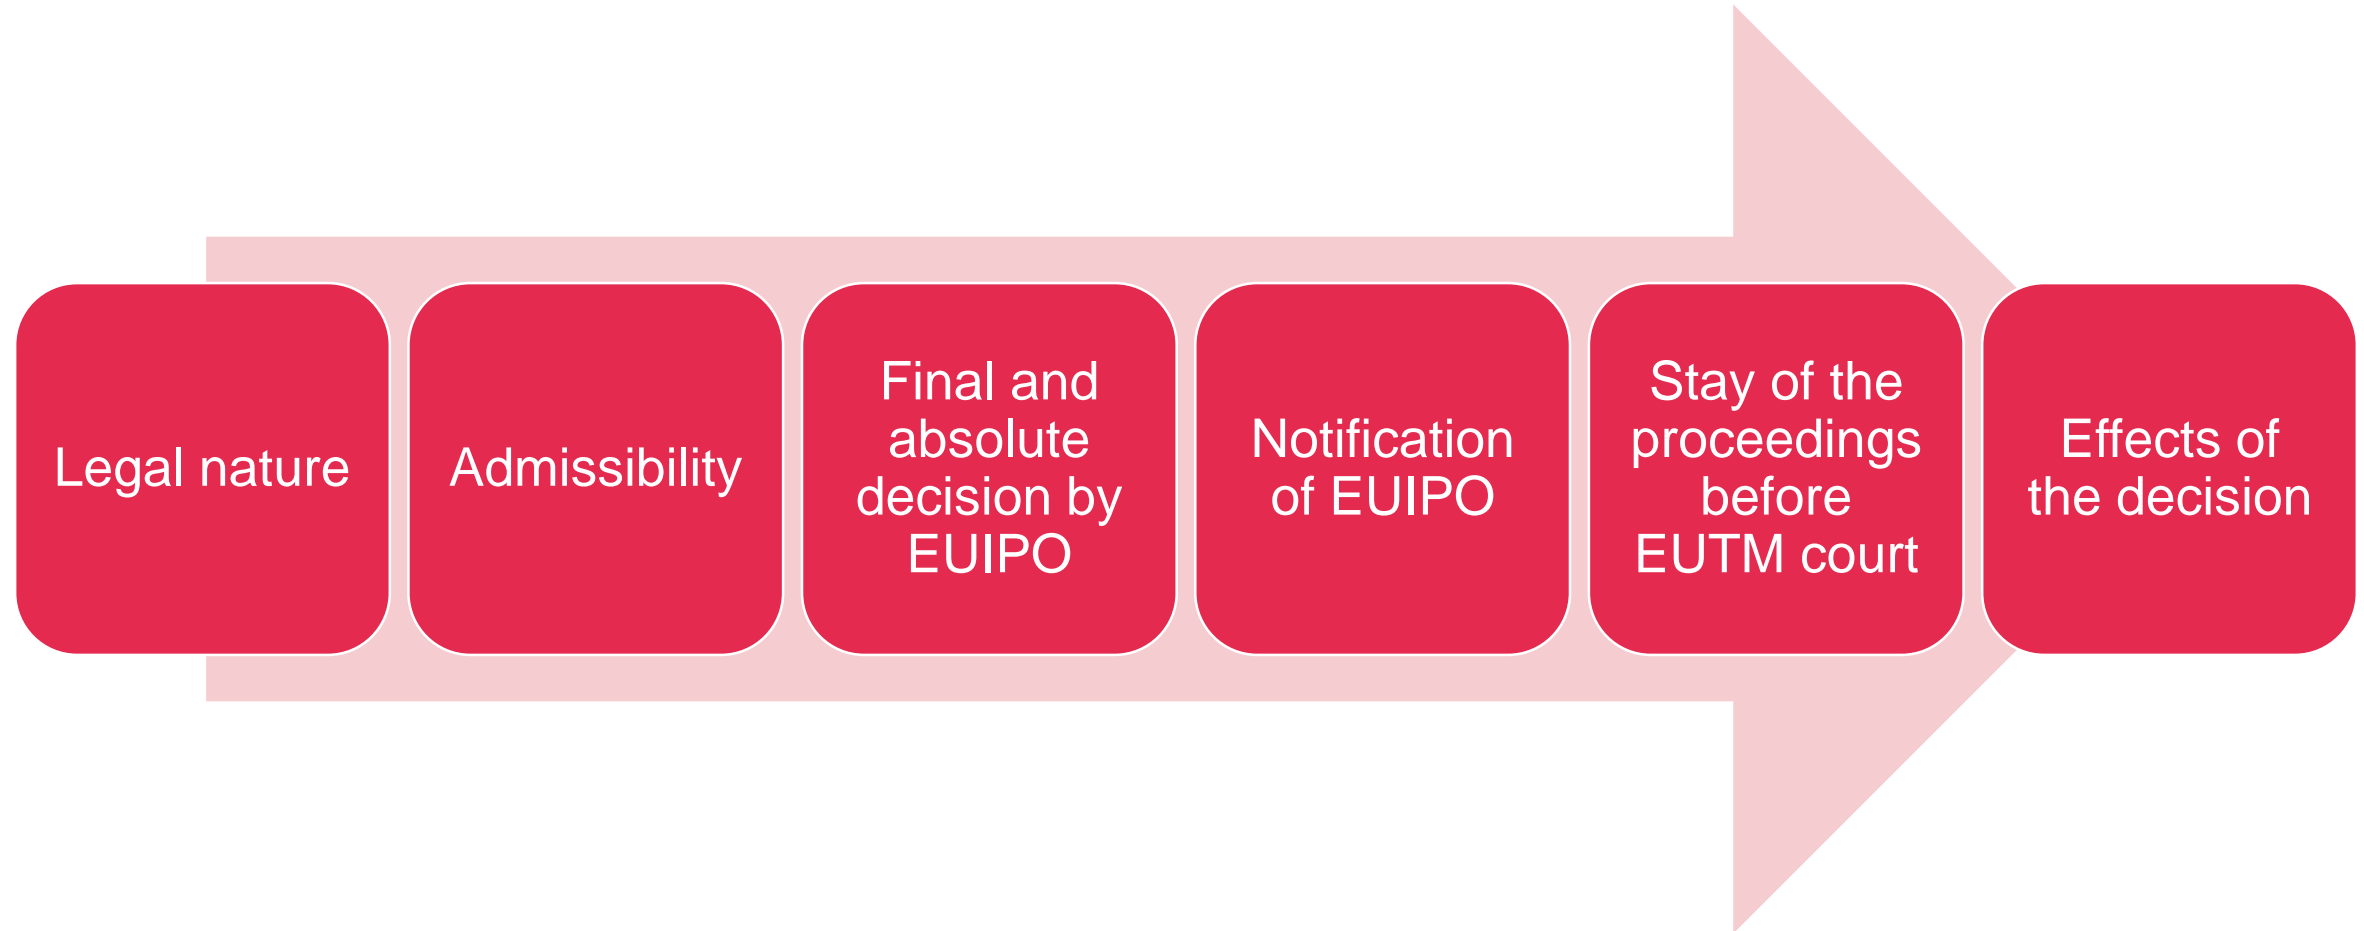 Legal nature
Admissibility
Final and
absolute
decision by
EUIPO
Notification
of EUIPO
Stay of the
proceedings
before
EUTM court
Effects of
the decision